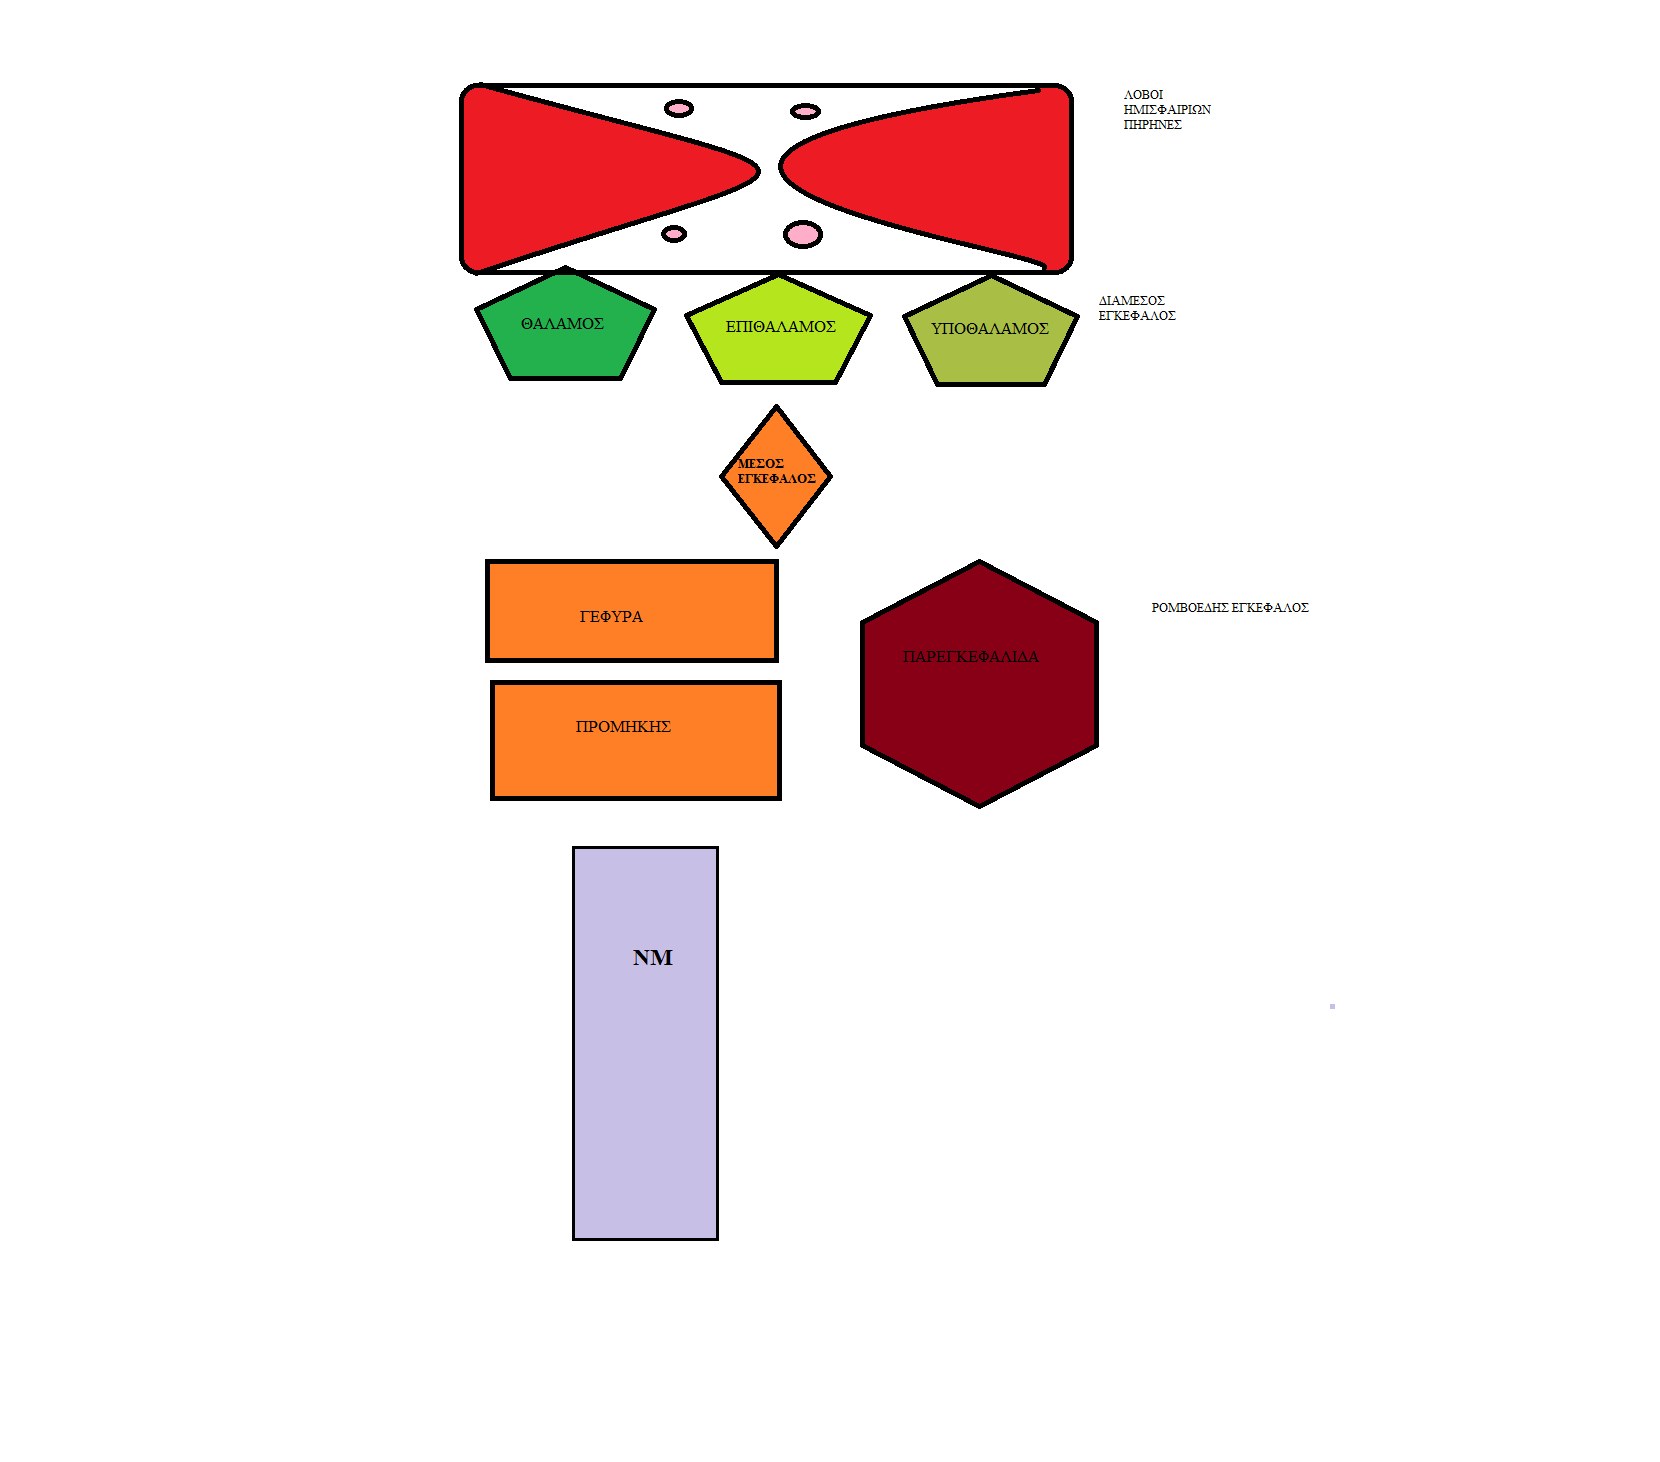 ΛΟΒΟΙ
ΗΜΙΣΦΑΙΡΙΩΝ
ΠΗΡΗΝΕΣ
ΔΙΑΜΕΣΟΣ
ΕΓΚΕΦΑΛΟΣ
ΘΑΛΑΜΟΣ
ΕΠΙΘΑΛΑΜΟΣ
ΥΠΟΘΑΛΑΜΟΣ
ΜΕΣΟΣ
ΕΓΚΕΦΑΛΟΣ
ΓΕΦΥΡΑ
ΡΟΜΒΟΕΔΗΣ ΕΓΚΕΦΑΛΟΣ
ΠΑΡΕΓΚΕΦΑΛΙΔΑ
ΠΡΟΜΗΚΗΣ
ΝΜ